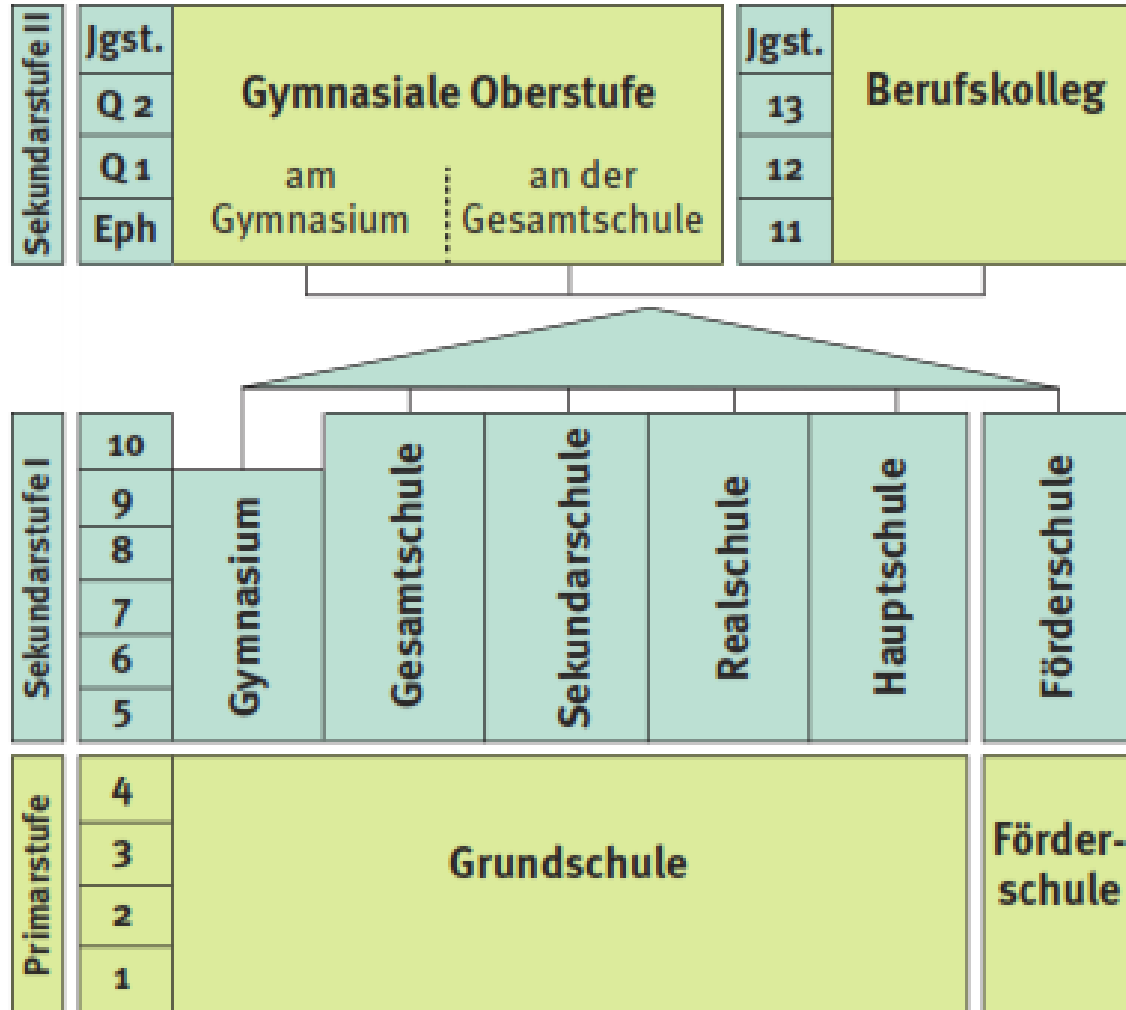 Sekundarstufe II
Jgst.
Q 2
Q 1
Eph
Gymnasiale Oberstufe
am
Gymnasium
an der
Gesamtschule
Jgst.
13
12
11
Berufskolleg
Sekundarstufe I
10
9
8
7
6
5
Gymnasium
Gesamtschule
Sekundarschule
Realschule
Hauptschule
Förderschule
Primarstufe
4
3
2
1
Grundschule
Förder-
schule